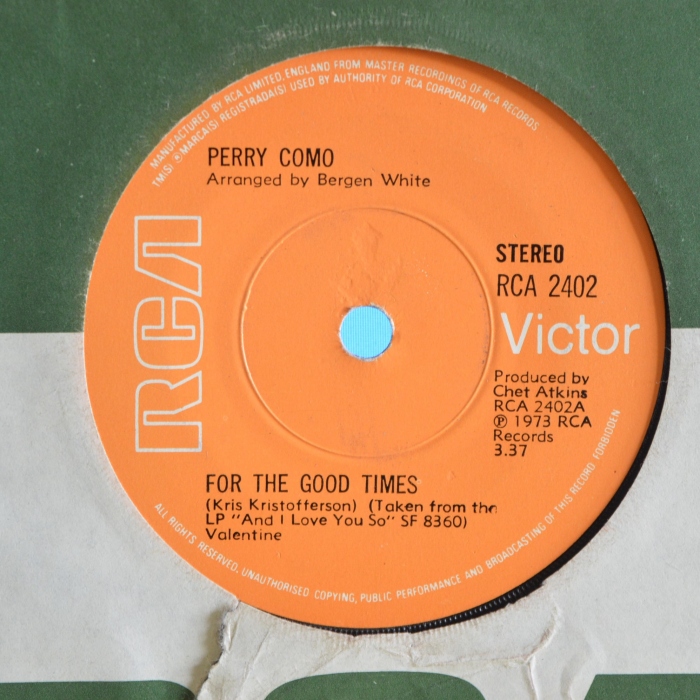 MANUFACTURED BY RCA LIMITED, ENGLAND FROM MASTER RECORDINGS OF RCA RECORDS
TM(S) ® MARCA(S) REGISTRADA(S) USED BY AUTHORITY OF RCA CORPORATION
PERRY COMO
Arranged by Bergen White
RCA
STEREO
RCA 2402
Victor
Produced by
Chet Atkins
RCA 2402A
℗ 1973 RCA
Records
3.37
FOR THE GOOD TIMES
(Kris Kristofferson) (Taken from the
LP "And I Love You So" SF 8360)
Valentine
ALL RIGHTS RESERVED, UNAUTHORISED COPYING, PUBLIC PERFORMANCE AND BROADCASTING OF THIS RECORD FORBIDDEN